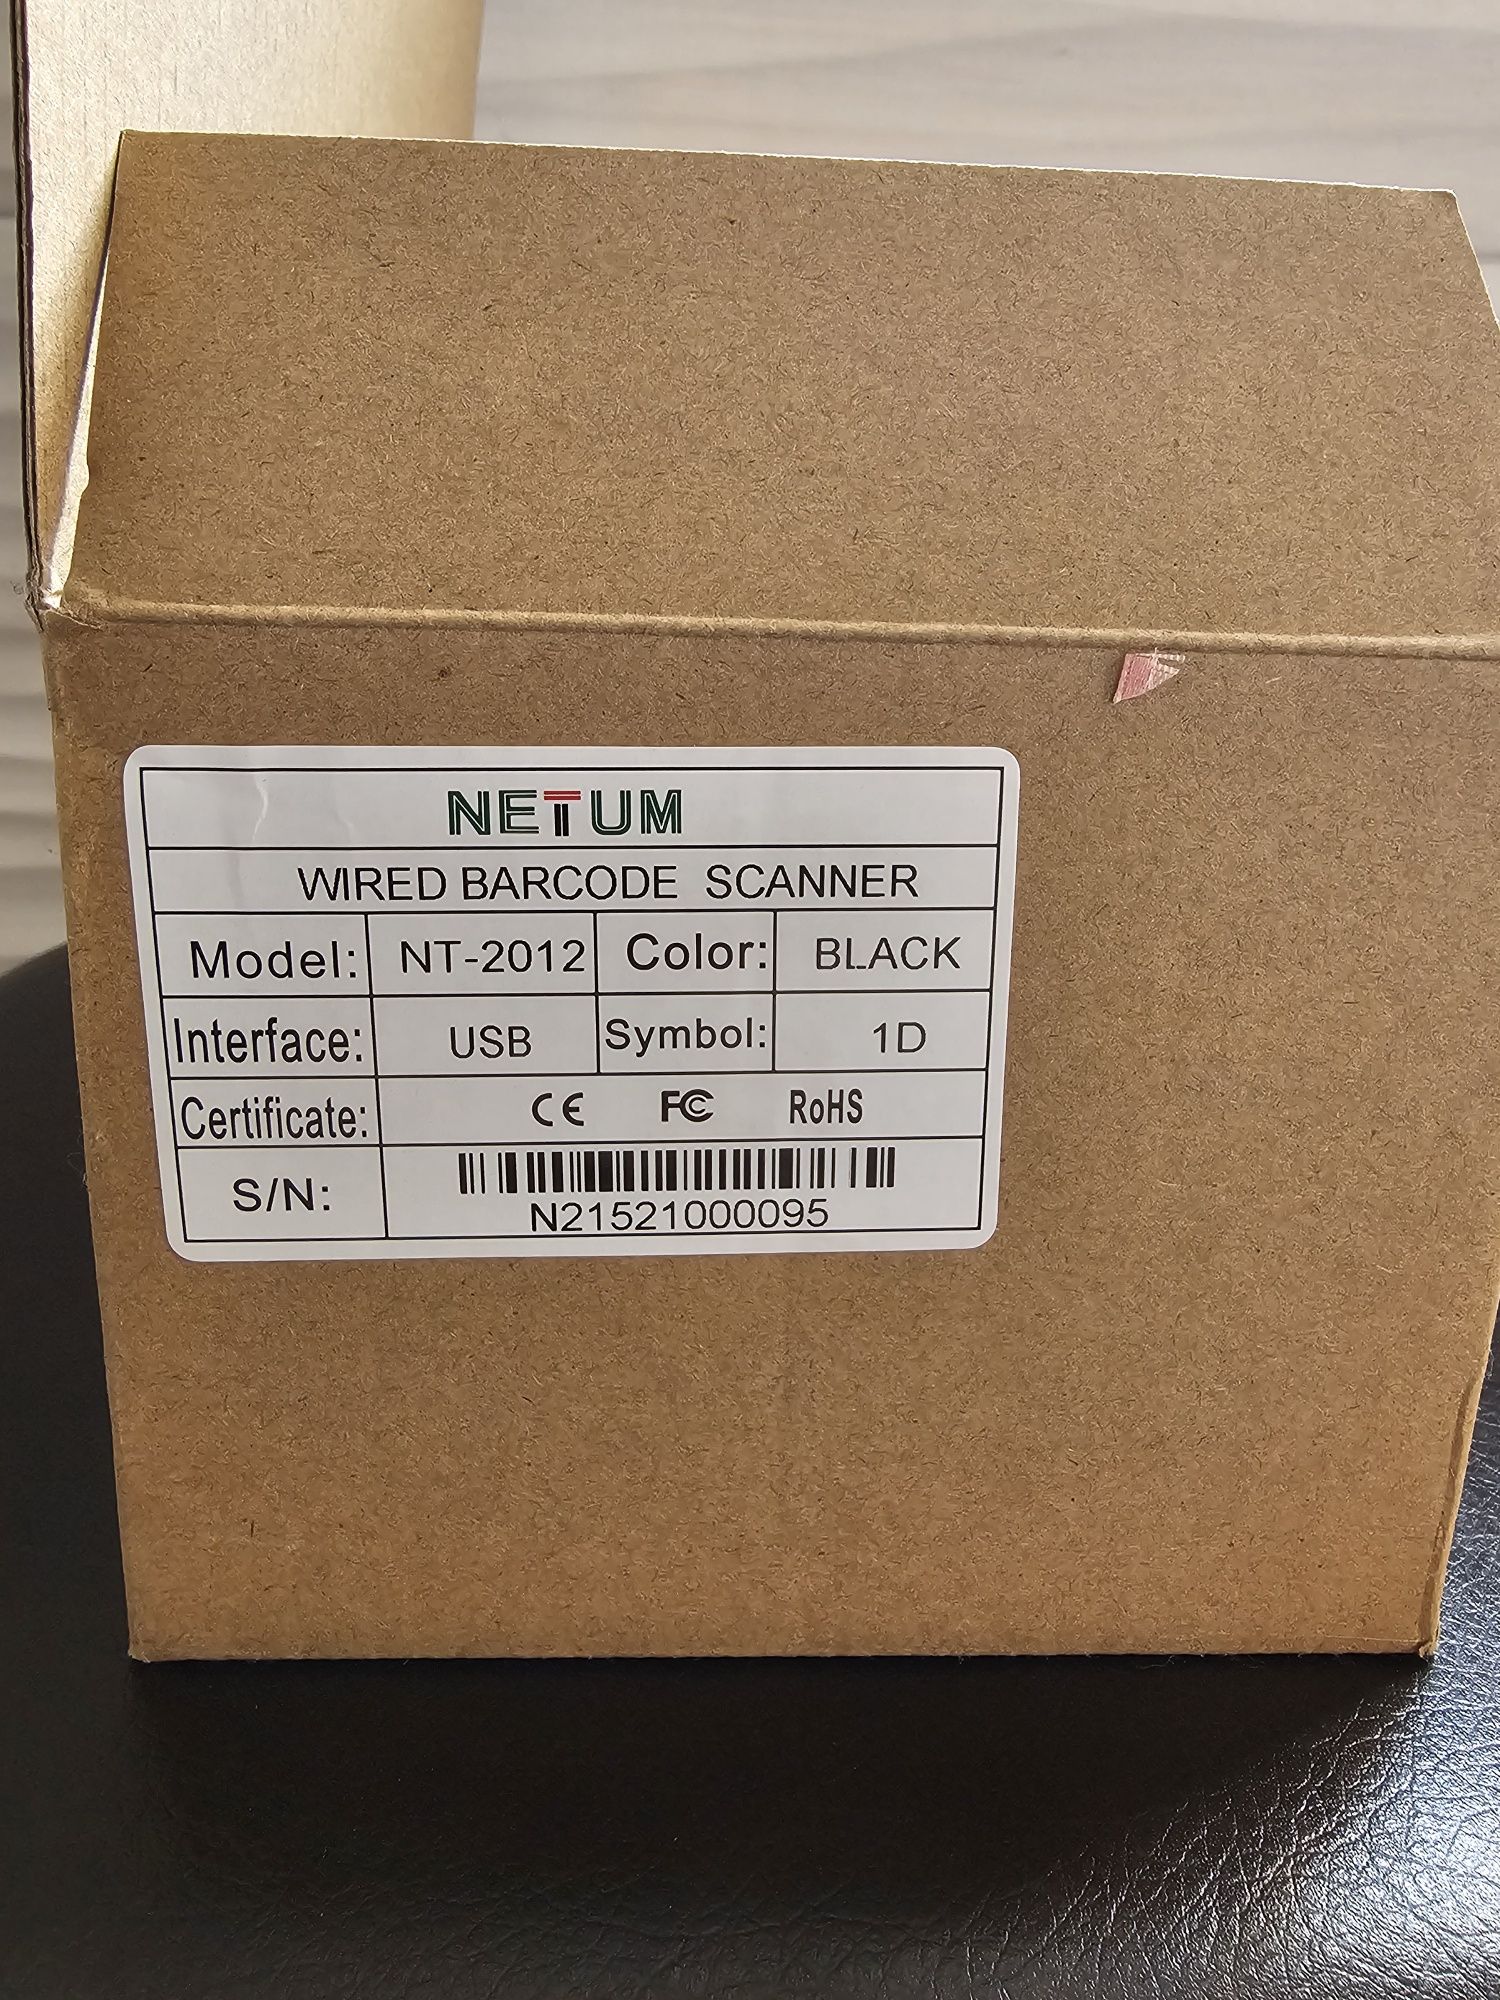 NETUM
WIRED BARCODE SCANNER
Model: NT-2012 Color: BLACK
Interface: USB Symbol: 1D
Certificate: CE FC RoHS
S/N: N21521000095